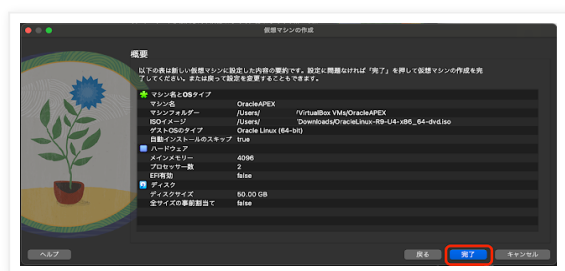 仮想マシンの作成
概要
以下の表は新しい仮想マシンに設定した内容の要約です。設定に問題なければ「完了」を押して仮想マシンの作成を完
了してください。または戻って設定を変更することもできます。
マシン名とOSタイプ
マシン名 OracleAPEX
マシンフォルダー /Users/ /VirtualBox VMs/OracleAPEX
ISOイメージ /Users/ /Downloads/OracleLinux-R9-U4-x86_64-dvd.iso
ゲストOSのタイプ Oracle Linux (64-bit)
自動インストールのスキップ true
ハードウェア
メインメモリー 4096
プロセッサー数 2
EFI有効 false
ディスク
ディスクサイズ 50.00 GB
全サイズの事前割当て false
ヘルプ 戻る 完了 キャンセル